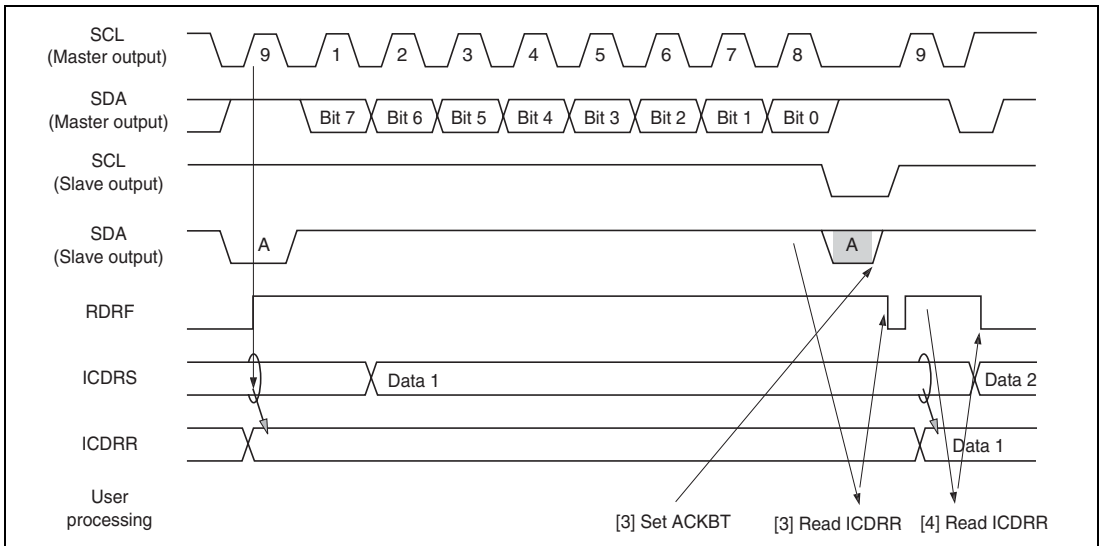 SCL
(Master output)
9 1 2 3 4 5 6 7 8 9
SDA
(Master output)
Bit 7 Bit 6 Bit 5 Bit 4 Bit 3 Bit 2 Bit 1 Bit 0
SCL
(Slave output)
SDA
(Slave output)
A A
RDRF
ICDRS
Data 1 Data 2
ICDRR
Data 1
User
processing
[3] Set ACKBT [3] Read ICDRR [4] Read ICDRR